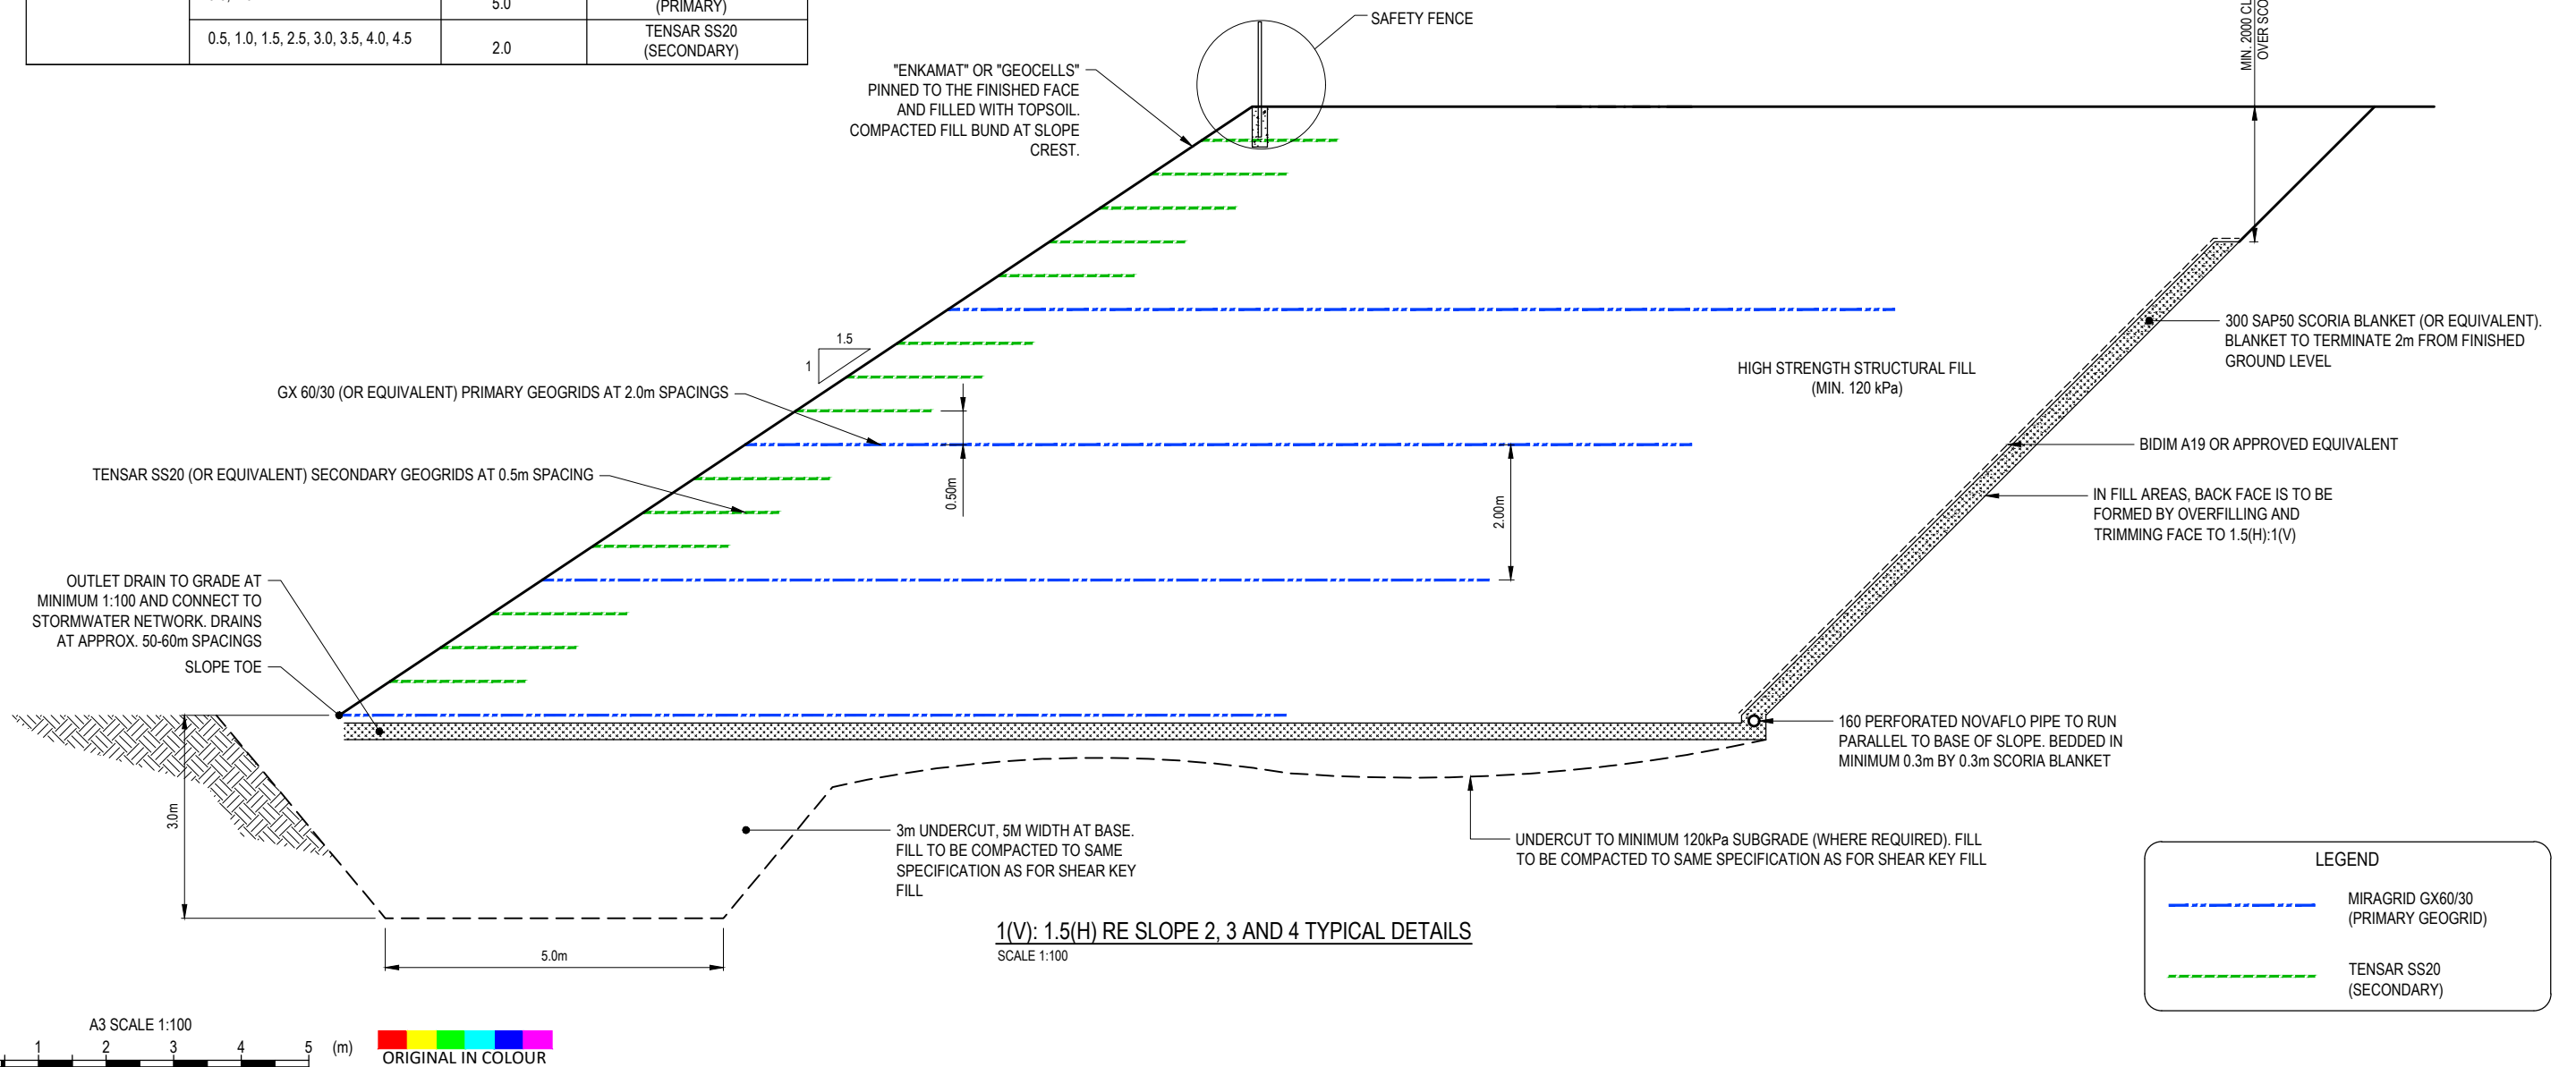 5.0
(PRIMARY)
0.5, 1.0, 1.5, 2.5, 3.0, 3.5, 4.0, 4.5
2.0
TENSAR SS20
(SECONDARY)
SAFETY FENCE
MIN. 2000 CL
OVER SCO
"ENKAMAT" OR "GEOCELLS"
PINNED TO THE FINISHED FACE
AND FILLED WITH TOPSOIL.
COMPACTED FILL BUND AT SLOPE
CREST.
1.5
1
300 SAP50 SCORIA BLANKET (OR EQUIVALENT).
BLANKET TO TERMINATE 2m FROM FINISHED
GROUND LEVEL
HIGH STRENGTH STRUCTURAL FILL
(MIN. 120 kPa)
GX 60/30 (OR EQUIVALENT) PRIMARY GEOGRIDS AT 2.0m SPACINGS
BIDIM A19 OR APPROVED EQUIVALENT
TENSAR SS20 (OR EQUIVALENT) SECONDARY GEOGRIDS AT 0.5m SPACING
0.50m
2.00m
IN FILL AREAS, BACK FACE IS TO BE
FORMED BY OVERFILLING AND
TRIMMING FACE TO 1.5(H):1(V)
OUTLET DRAIN TO GRADE AT
MINIMUM 1:100 AND CONNECT TO
STORMWATER NETWORK. DRAINS
AT APPROX. 50-60m SPACINGS
SLOPE TOE
160 PERFORATED NOVAFLO PIPE TO RUN
PARALLEL TO BASE OF SLOPE. BEDDED IN
MINIMUM 0.3m BY 0.3m SCORIA BLANKET
3.0m
3m UNDERCUT, 5M WIDTH AT BASE.
FILL TO BE COMPACTED TO SAME
SPECIFICATION AS FOR SHEAR KEY
FILL
UNDERCUT TO MINIMUM 120kPa SUBGRADE (WHERE REQUIRED). FILL
TO BE COMPACTED TO SAME SPECIFICATION AS FOR SHEAR KEY FILL
5.0m
1(V): 1.5(H) RE SLOPE 2, 3 AND 4 TYPICAL DETAILS
SCALE 1:100
LEGEND
MIRAGRID GX60/30
(PRIMARY GEOGRID)
TENSAR SS20
(SECONDARY)
A3 SCALE 1:100
1 2 3 4 5 (m)
ORIGINAL IN COLOUR